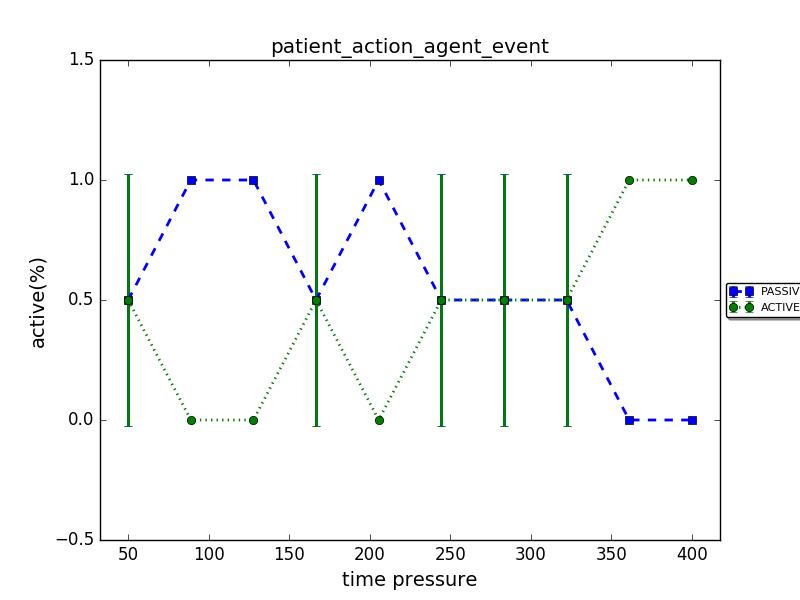 patient_action_agent_event
1.5
1.0
0.5
0.0
−0.5
active(%)
50
100
150
200
250
300
350
400
time pressure
PASSIV
ACTIVE